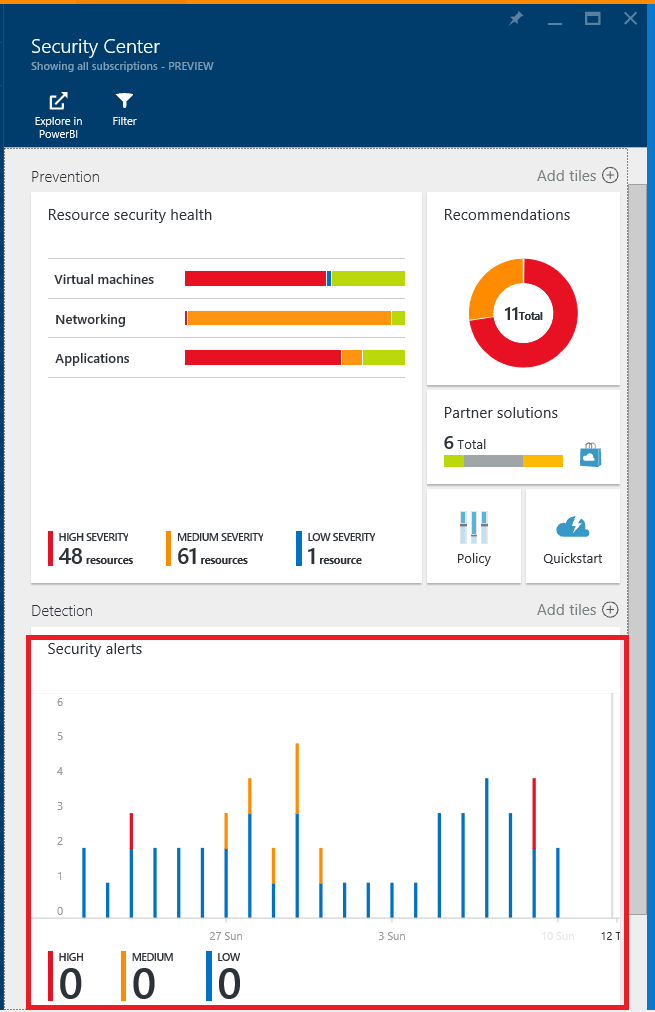 Security Center
Showing all subscriptions - PREVIEW
Explore in
PowerBI
Filter
Prevention
Add tiles
Resource security health
Virtual machines
Networking
Applications
HIGH SEVERITY
48 resources
MEDIUM SEVERITY
61 resources
LOW SEVERITY
1 resource
Recommendations
11 Total
Partner solutions
6 Total
Policy
Quickstart
Detection
Add tiles
Security alerts
6
5
4
3
2
1
0
27 Sun
3 Sun
10 Sun
12 T
HIGH
0
MEDIUM
0
LOW
0